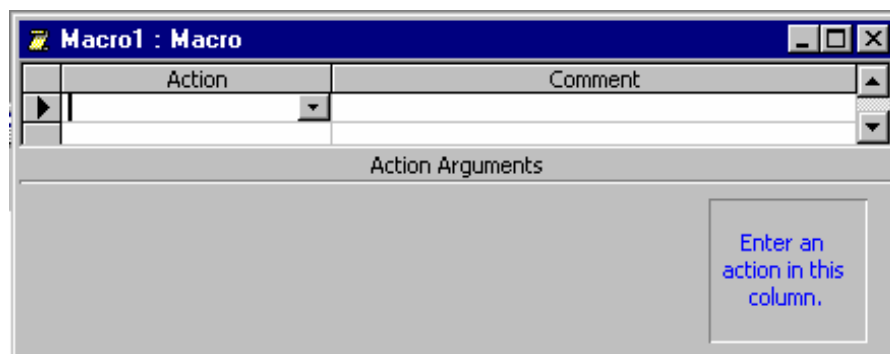 Macro1 : Macro
Action Comment
Action Arguments
Enter an
action in this
column.